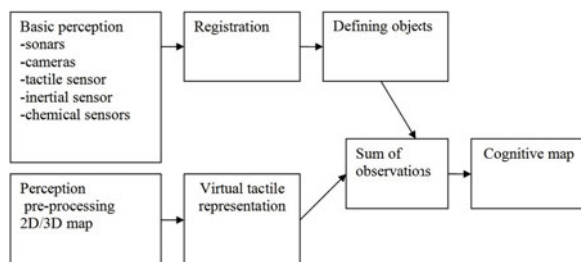 Basic perception
-sonars
-cameras
-tactile sensor
-inertial sensor
-chemical sensors
Registration
Defining objects
Perception
pre-processing
2D/3D map
Virtual tactile
representation
Sum of
observations
Cognitive map